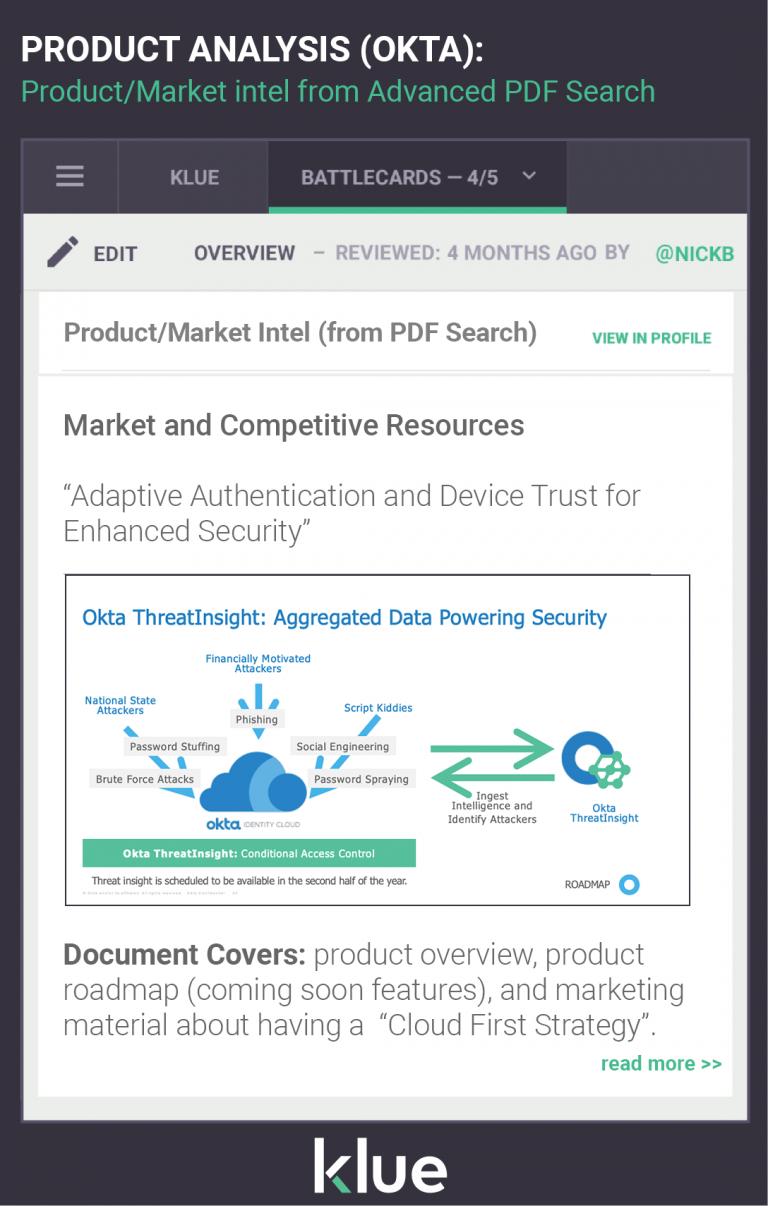 PRODUCT ANALYSIS (OKTA):
Product/Market intel from Advanced PDF Search
KLUE
BATTLECARDS — 4/5
EDIT
OVERVIEW – REVIEWED: 4 MONTHS AGO BY @NICKB
Product/Market Intel (from PDF Search)
VIEW IN PROFILE
Market and Competitive Resources
“Adaptive Authentication and Device Trust for
Enhanced Security”
Okta ThreatInsight: Aggregated Data Powering Security
Financially Motivated
Attackers
National State
Attackers
Script Kiddies
Phishing
Password Stuffing
Social Engineering
Brute Force Attacks
Password Spraying
okta IDENTITY CLOUD
Ingest
Intelligence and
Identify Attackers
Okta
ThreatInsight
Okta ThreatInsight: Conditional Access Control
Threat insight is scheduled to be available in the second half of the year.
ROADMAP
Document Covers: product overview, product
roadmap (coming soon features), and marketing
material about having a “Cloud First Strategy”.
read more >>
klue